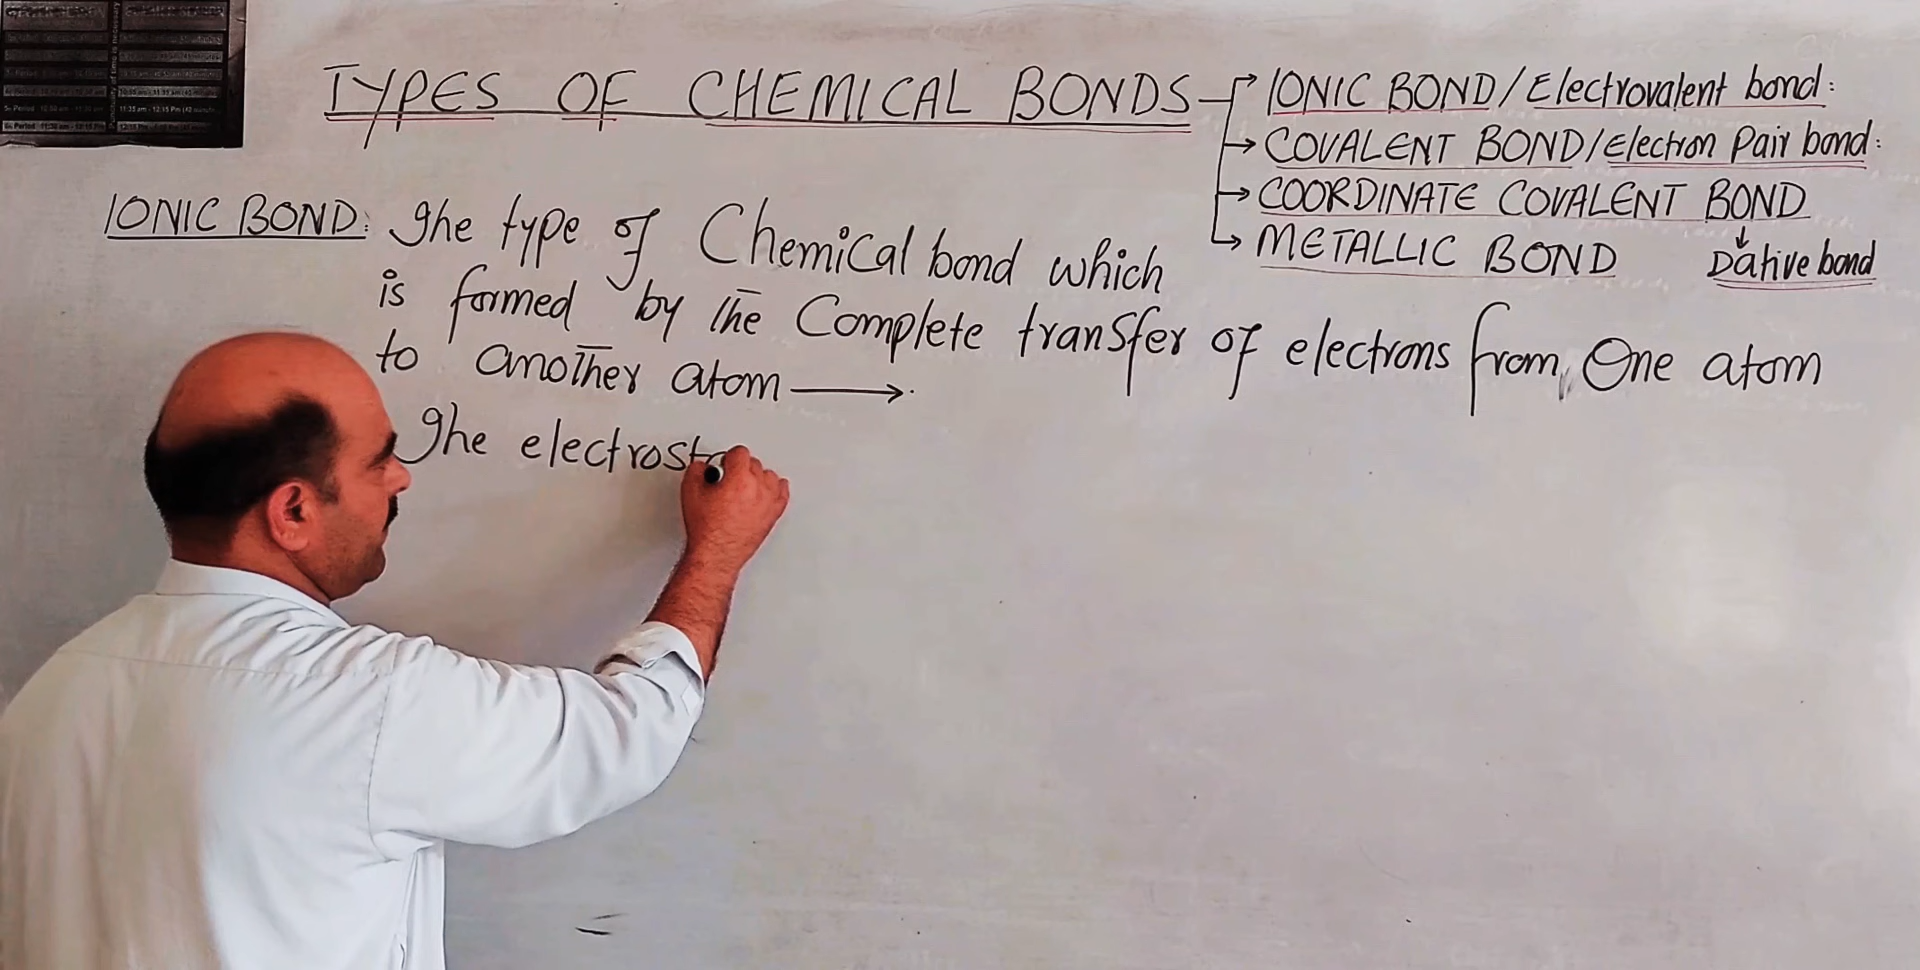 TYPES OF CHEMICAL BONDS
IONIC BOND/Electrovalent bond:
COVALENT BOND/Electron Pair bond:
COORDINATE COVALENT BOND
METALLIC BOND
Dative bond
IONIC BOND: The type of Chemical bond which
is formed by the Complete transfer of electrons from One atom
to another atom
The electrosta